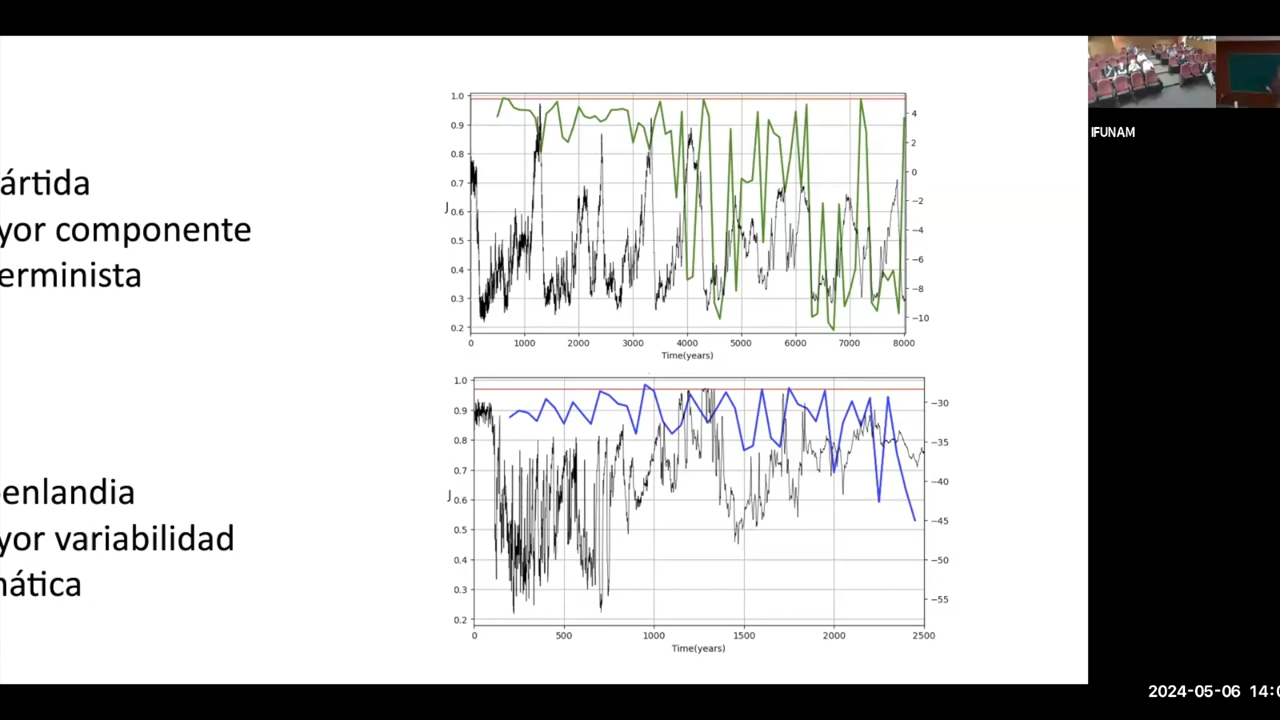 ártida
yor componente
erminista
1.0
0.9
0.8
0.7
0.6
0.5
0.4
0.3
0.2
J
4
2
0
−2
−4
−6
−8
−10
0 1000 2000 3000 4000 5000 6000 7000 8000
Time(years)
enlandia
yor variabilidad
nática
1.0
0.9
0.8
0.7
0.6
0.5
0.4
0.3
0.2
J
−30
−35
−40
−45
−50
−55
0 500 1000 1500 2000 2500
Time(years)
IFUNAM
2024-05-06 14:0